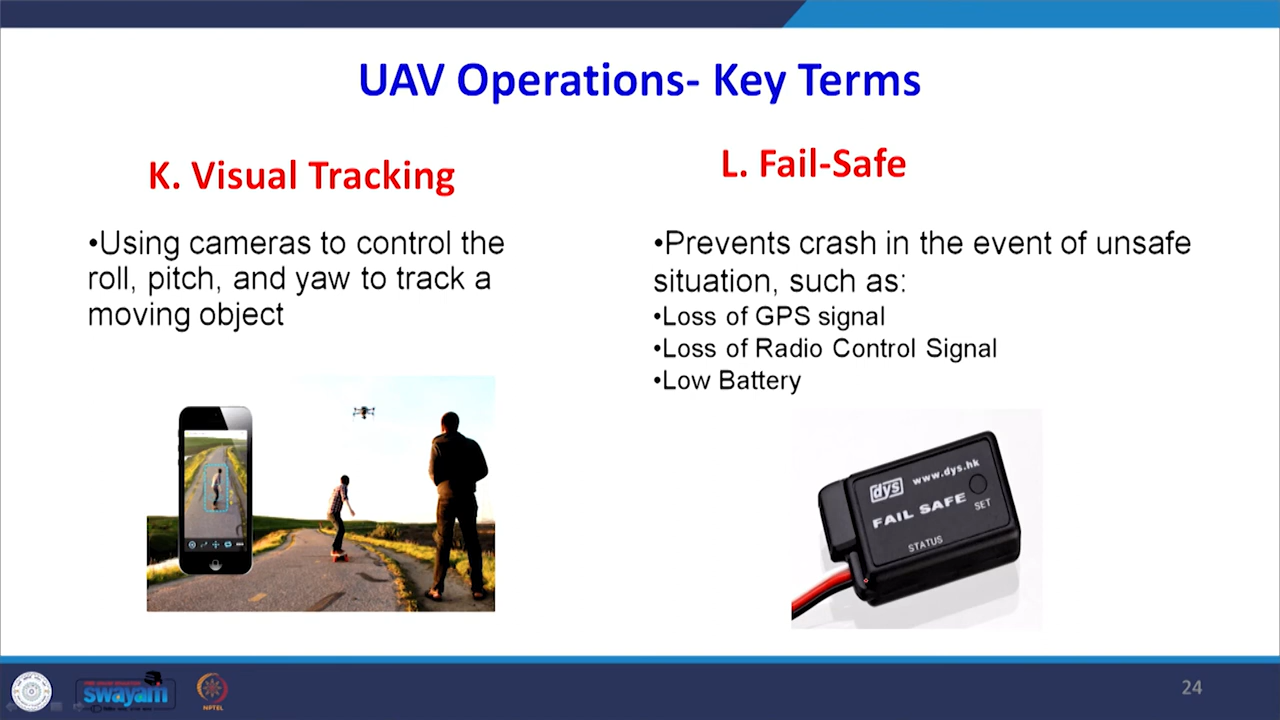 UAV Operations- Key Terms
K. Visual Tracking
•Using cameras to control the
roll, pitch, and yaw to track a
moving object
L. Fail-Safe
•Prevents crash in the event of unsafe
situation, such as:
•Loss of GPS signal
•Loss of Radio Control Signal
•Low Battery
dys www.dys.hk
FAIL SAFE SET
STATUS
swayam
NPTEL
24